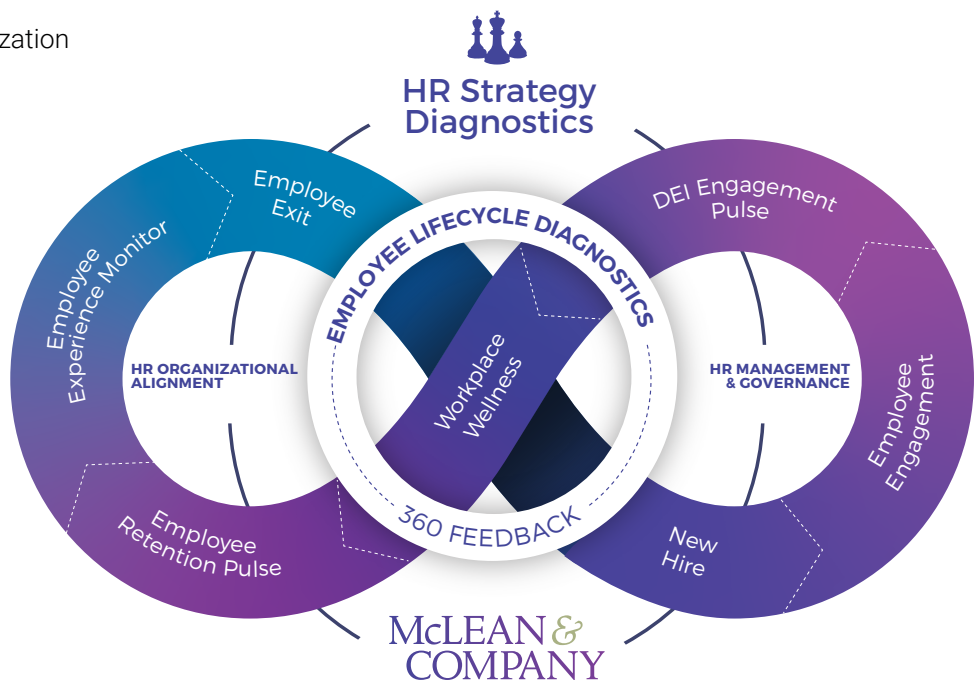 zation
HR Strategy
Diagnostics
Employee
Exit
DEI Engagement
Pulse
EMPLOYEE LIFECYCLE DIAGNOSTICS
Employee
Experience Monitor
HR ORGANIZATIONAL
ALIGNMENT
Workplace
Wellness
HR MANAGEMENT
& GOVERNANCE
Employee
Engagement
Employee
Retention Pulse
360 FEEDBACK
New
Hire
McLEAN &
COMPANY